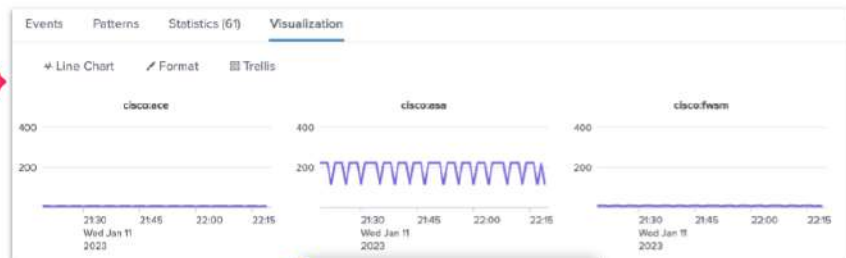 Events Patterns Statistics (61) Visualization
Line Chart Format Trellis
cisco:ace
400
200
21:30 21:45 22:00 22:15
Wed Jan 11
2023
cisco:asa
400
200
21:30 21:45 22:00 22:15
Wed Jan 11
2023
cisco:fwsm
400
200
21:30 21:45 22:00 22:15
Wed Jan 11
2023